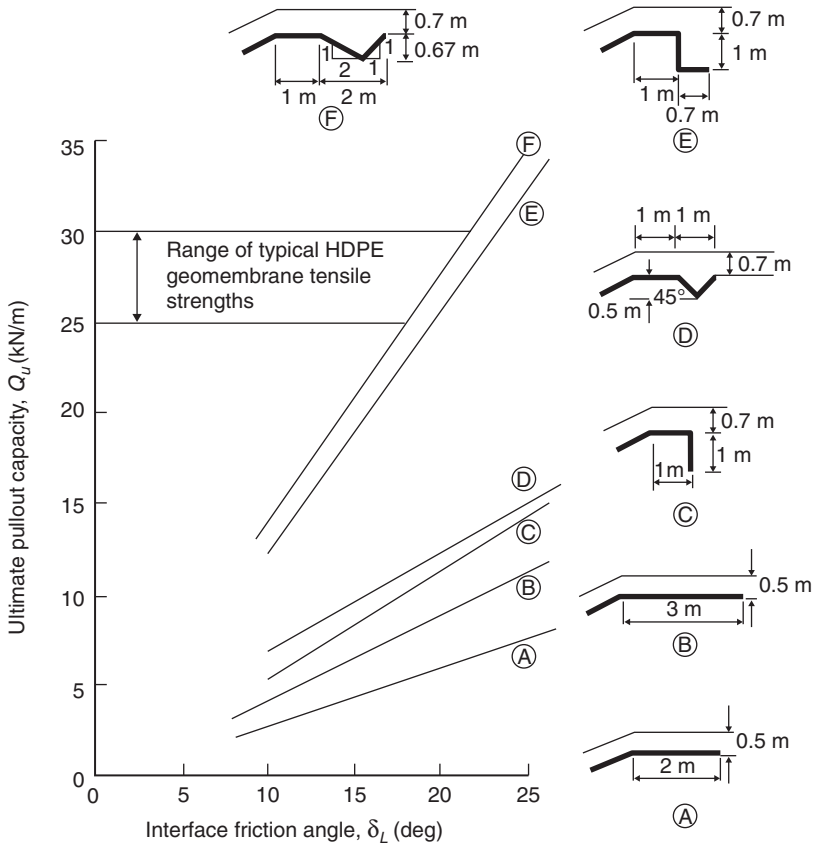 0.7 m
0.67 m
1
2
1
1
1 m
2 m
F
0.7 m
1 m
1 m
0.7 m
E
1 m 1 m
0.7 m
45°
0.5 m
D
0.7 m
1 m
1m
C
0.5 m
3 m
B
0.5 m
2 m
A
Ultimate pullout capacity, Qu (kN/m)
35
30
25
20
15
10
5
0
Range of typical HDPE
geomembrane tensile
strengths
F
E
D
C
B
A
0 5 10 15 20 25
Interface friction angle, δL (deg)